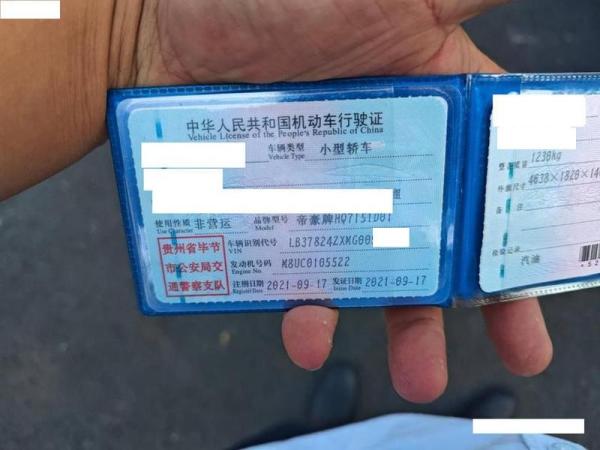 中华人民共和国机动车行驶证
Vehicle License of the People's Republic of China
车辆类型 小型轿车
Vehicle Type
使用性质 非营运 品牌型号 帝豪牌HQ7151D01
Use Character Model
贵州省毕节
市公安局交
通警察支队
车辆识别代号 LB37824ZXMG00
VIN
发动机号码 M8UC0105522
Engine No.
注册日期 2021-09-17 发证日期 2021-09-17
Register Date Issue Date
1238kg
外廓尺寸 4638×1820×14
备 注
检验记录
汽油